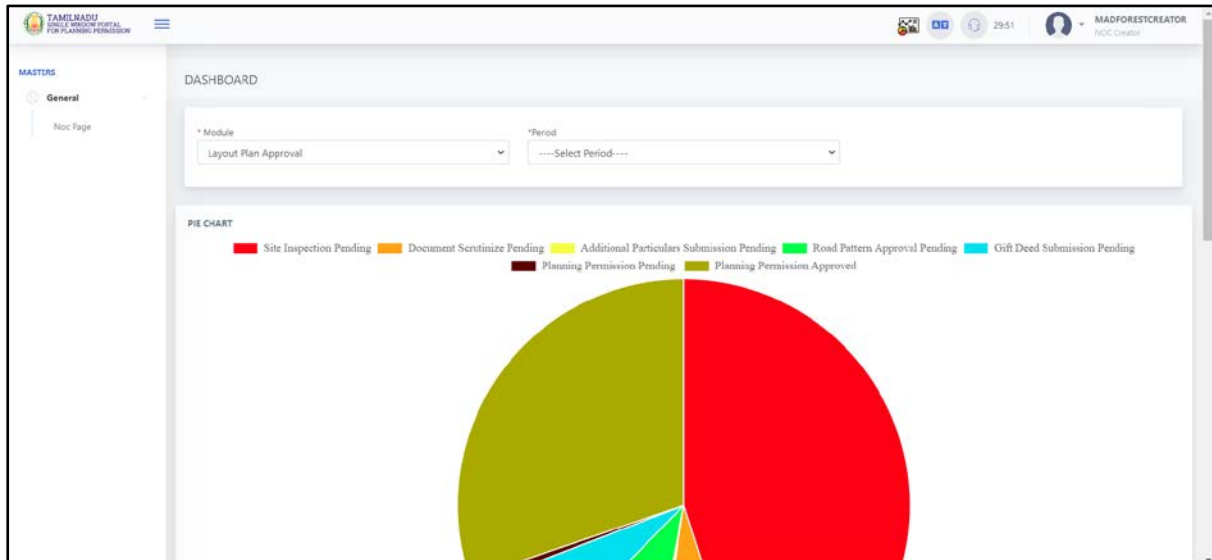 TAMILNADU
SINGLE WINDOW PORTAL
FOR PLANNING PERMISSION
29:51
MADFORESTCREATOR
NOC Creator
MASTERS
General
Noc Page
DASHBOARD
* Module
*Period
Layout Plan Approval
----Select Period----
PIE CHART
Site Inspection Pending Document Scrutinize Pending Additional Particulars Submission Pending Road Pattern Approval Pending Gift Deed Submission Pending
Planning Permission Pending Planning Permission Approved